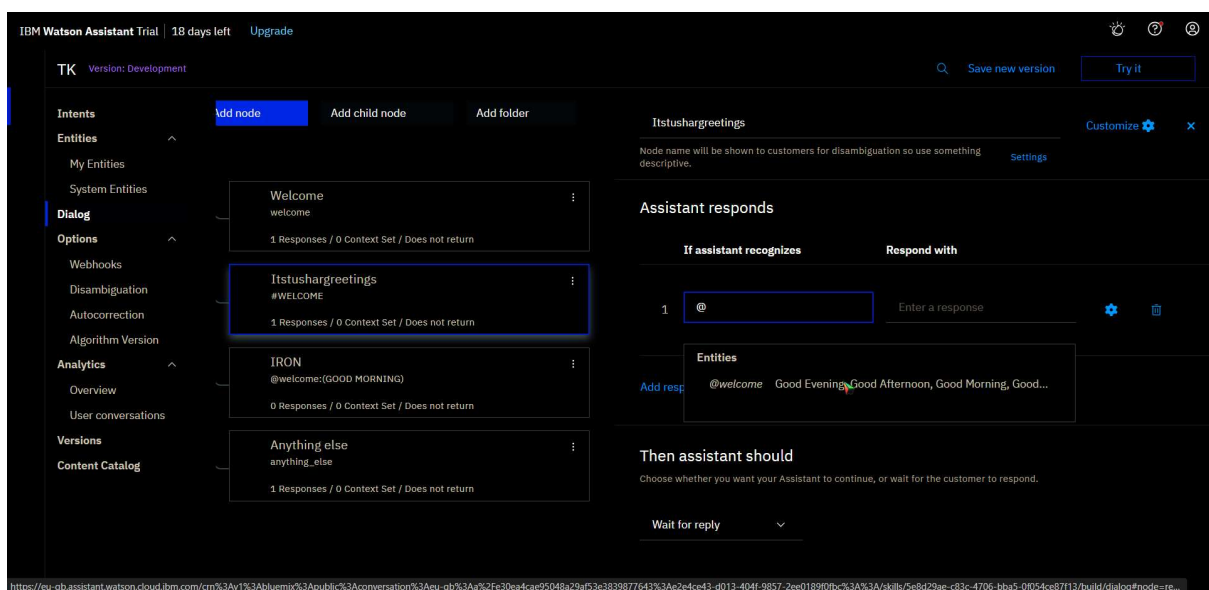 IBM Watson Assistant Trial 18 days left Upgrade
TK Version: Development
Save new version
Try it
Intents
Entities
My Entities
System Entities
Dialog
Options
Webhooks
Disambiguation
Autocorrection
Algorithm Version
Analytics
Overview
User conversations
Versions
Content Catalog
Add node
Add child node
Add folder
Welcome
welcome
1 Responses / 0 Context Set / Does not return
Itstushargreetings
#WELCOME
1 Responses / 0 Context Set / Does not return
IRON
@welcome:(GOOD MORNING)
0 Responses / 0 Context Set / Does not return
Anything else
anything_else
1 Responses / 0 Context Set / Does not return
Itstushargreetings
Customize
Node name will be shown to customers for disambiguation so use something
descriptive.
Settings
Assistant responds
If assistant recognizes
Respond with
1
@
Enter a response
Entities
@welcome Good Evening, Good Afternoon, Good Morning, Good...
Add resp
Then assistant should
Choose whether you want your Assistant to continue, or wait for the customer to respond.
Wait for reply